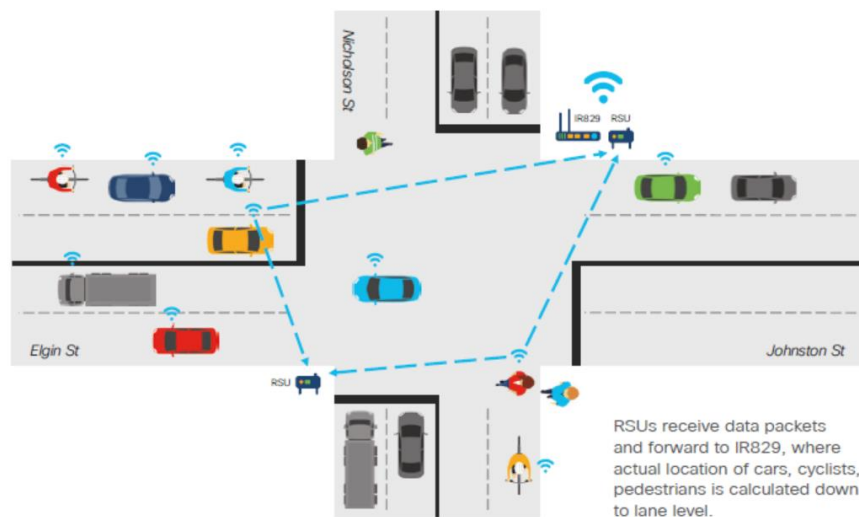 Nicholson St
IR829
RSU
Elgin St
RSU
Johnston St
RSUs receive data packets
and forward to IR829, where
actual location of cars, cyclists,
pedestrians is calculated down
to lane level.